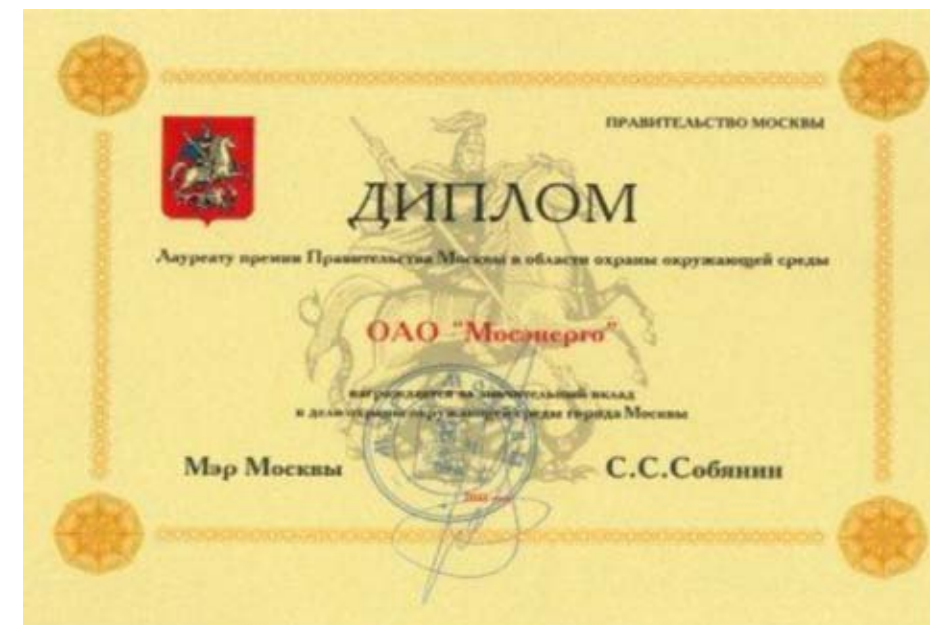 ПРАВИТЕЛЬСТВО МОСКВЫ
ДИПЛОМ
Лауреату премии Правительства Москвы в области охраны окружающей среды
ОАО "Мосэнерго"
награждается за значительный вклад
в дело охраны окружающей среды города Москвы
Мэр Москвы
С.С.Собянин